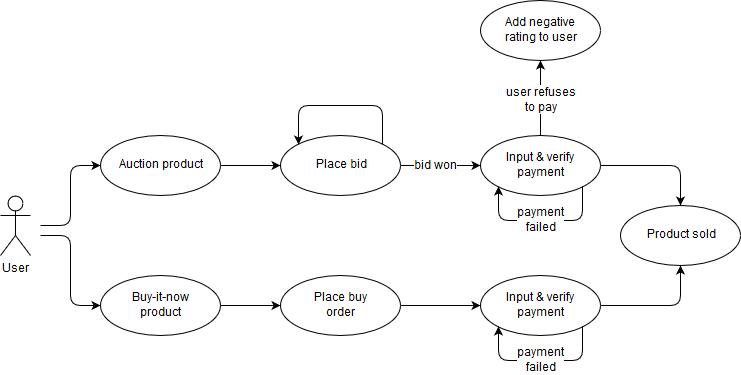 Add negative
rating to user
user refuses
to pay
Auction product
Place bid
bid won
Input & verify
payment
payment
failed
User
Product sold
Buy-it-now
product
Place buy
order
Input & verify
payment
payment
failed